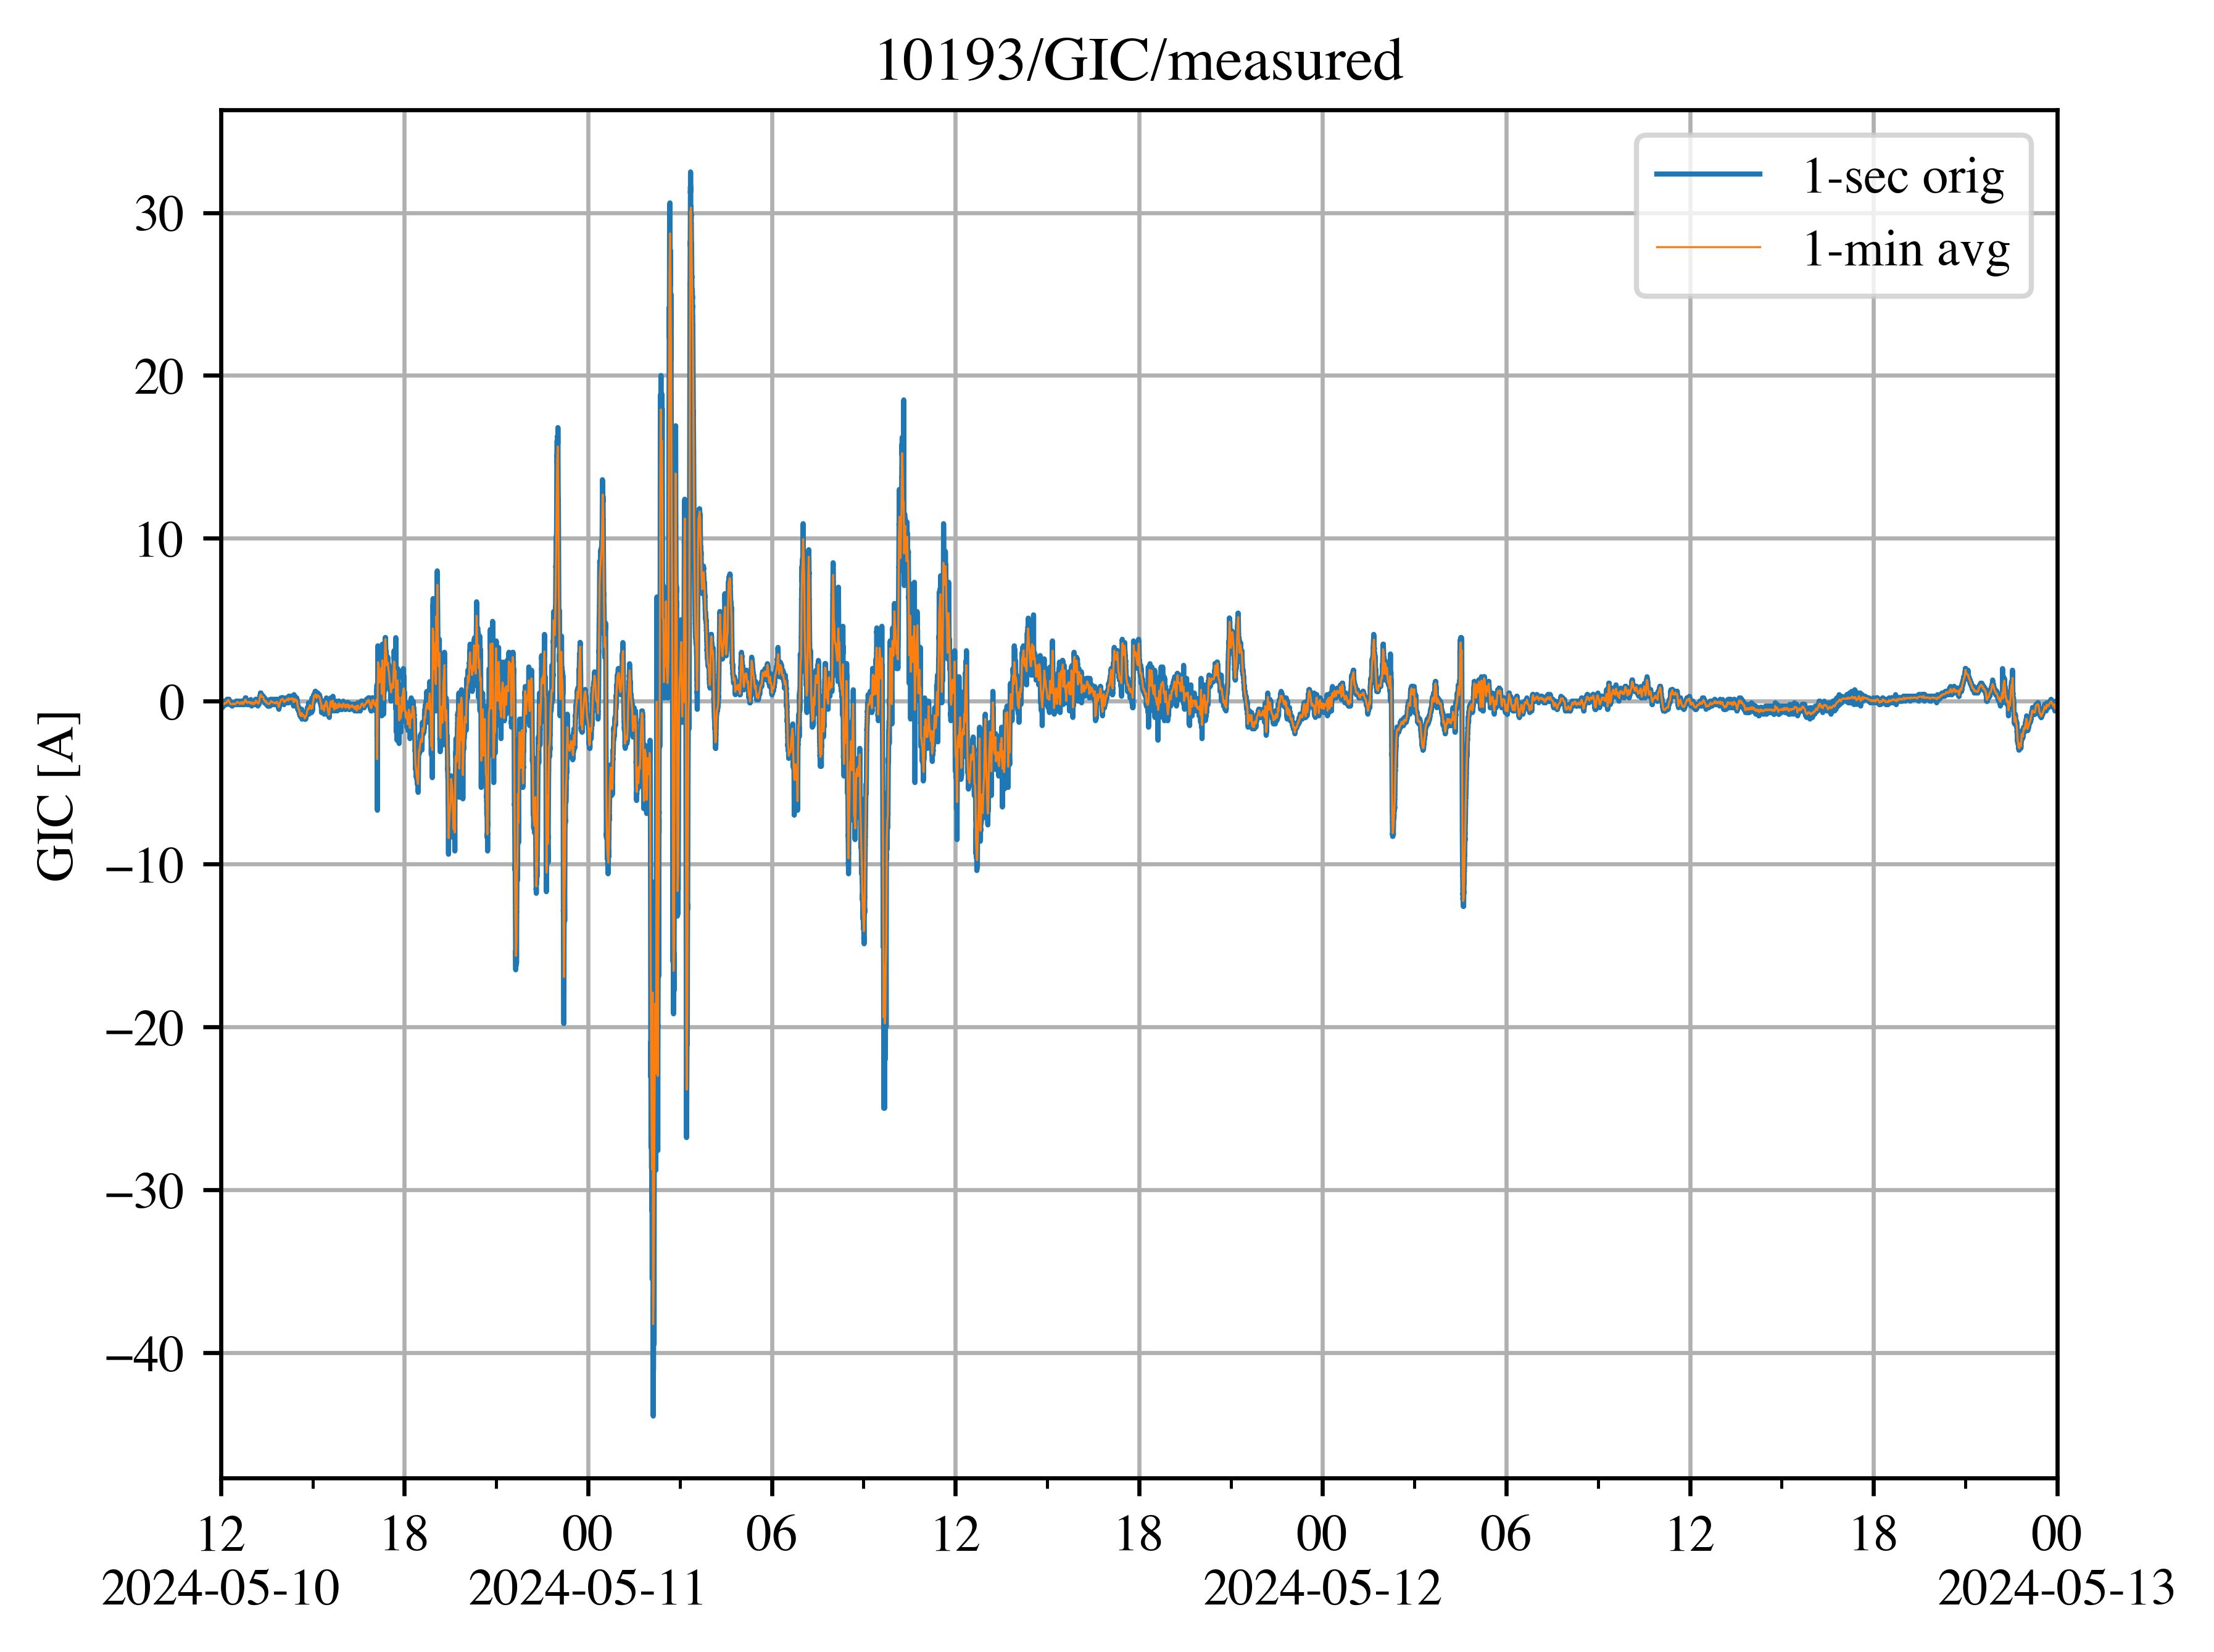 10193/GIC/measured
1-sec orig
1-min avg
30
20
10
0
−10
−20
−30
−40
GIC [A]
12 18 00 06 12 18 00 06 12 18 00
2024-05-10 2024-05-11 2024-05-12 2024-05-13